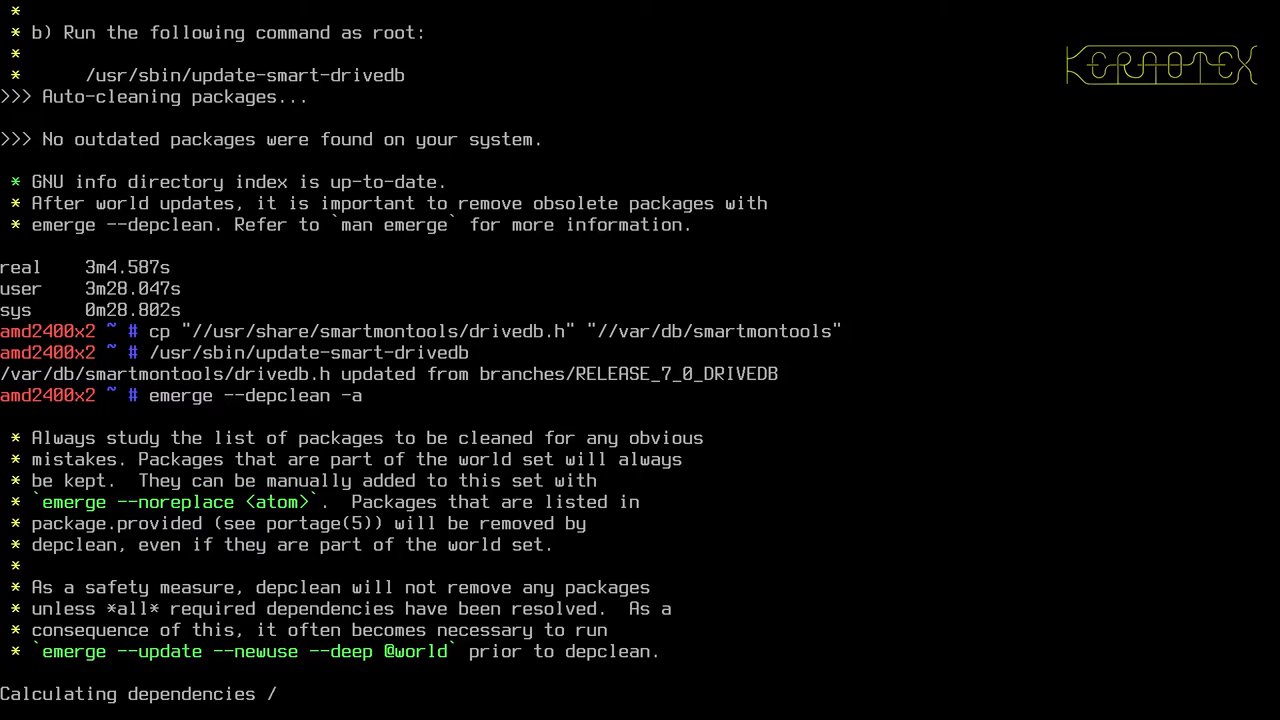 *
* b) Run the following command as root:
*
*      /usr/sbin/update-smart-drivedb
>>> Auto-cleaning packages...
>>> No outdated packages were found on your system.
* GNU info directory index is up-to-date.
* After world updates, it is important to remove obsolete packages with
* emerge --depclean. Refer to `man emerge` for more information.
real    3m4.587s
user    3m28.047s
sys     0m28.802s
amd2400x2 ~ # cp "//usr/share/smartmontools/drivedb.h" "//var/db/smartmontools"
amd2400x2 ~ # /usr/sbin/update-smart-drivedb
/var/db/smartmontools/drivedb.h updated from branches/RELEASE_7_0_DRIVEDB
amd2400x2 ~ # emerge --depclean -a
* Always study the list of packages to be cleaned for any obvious
* mistakes. Packages that are part of the world set will always
* be kept.  They can be manually added to this set with
* `emerge --noreplace <atom>`.  Packages that are listed in
* package.provided (see portage(5)) will be removed by
* depclean, even if they are part of the world set.
*
* As a safety measure, depclean will not remove any packages
* unless *all* required dependencies have been resolved.  As a
* consequence of this, it often becomes necessary to run
* `emerge --update --newuse --deep @world` prior to depclean.
Calculating dependencies /